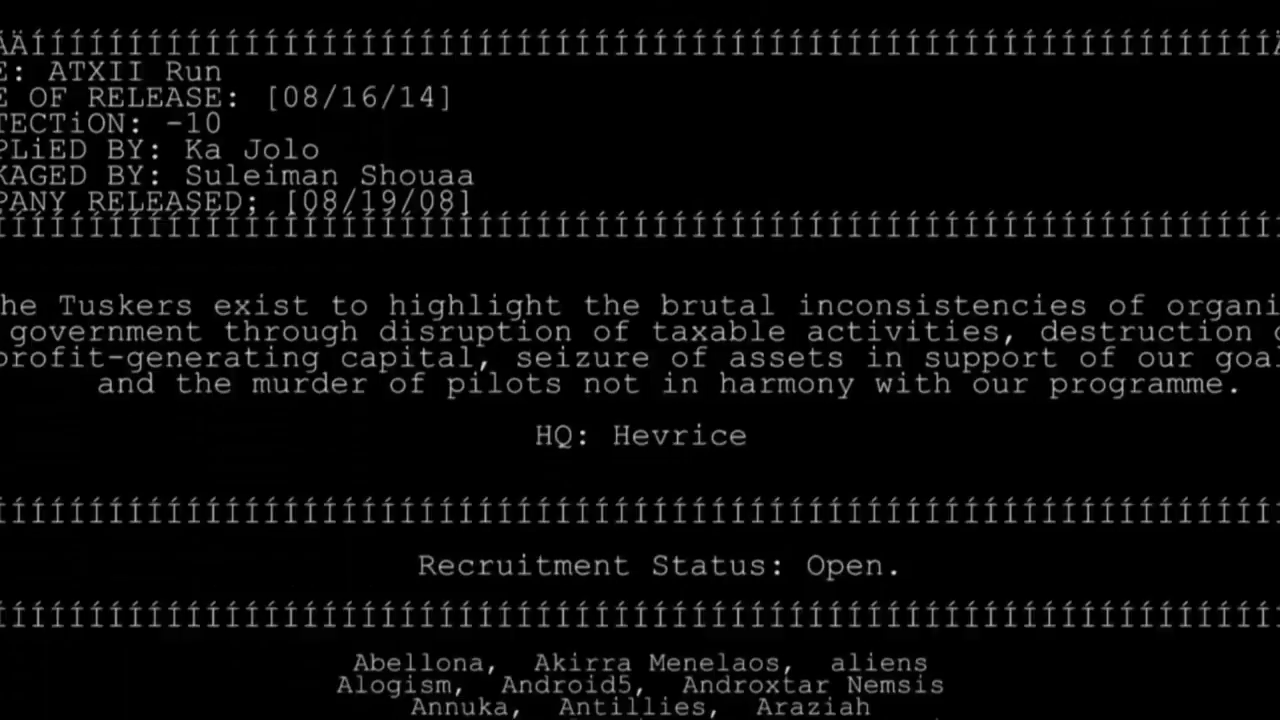 E: ATXII Run
E OF RELEASE: [08/16/14]
TECTiON: -10
PLiED BY: Ka Jolo
KAGED BY: Suleiman Shouaa
PANY RELEASED: [08/19/08]
he Tuskers exist to highlight the brutal inconsistencies of organi
government through disruption of taxable activities, destruction
profit-generating capital, seizure of assets in support of our goa
and the murder of pilots not in harmony with our programme.
HQ: Hevrice
Recruitment Status: Open.
Abellona, Akirra Menelaos, aliens
Alogism, Android5, Androxtar Nemsis
Annuka, Antillies, Araziah